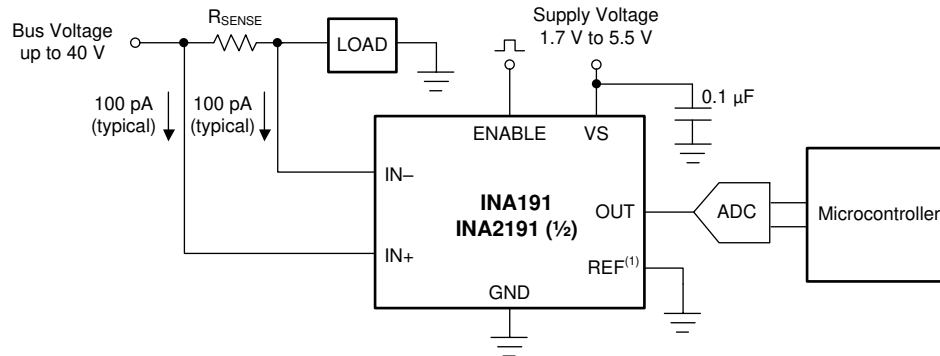 Bus Voltage
up to 40 V
RSENSE
LOAD
Supply Voltage
1.7 V to 5.5 V
100 pA
(typical)
100 pA
(typical)
0.1 µF
ENABLE
VS
IN–
INA191
INA2191 (½)
OUT
ADC
Microcontroller
IN+
REF(1)
GND